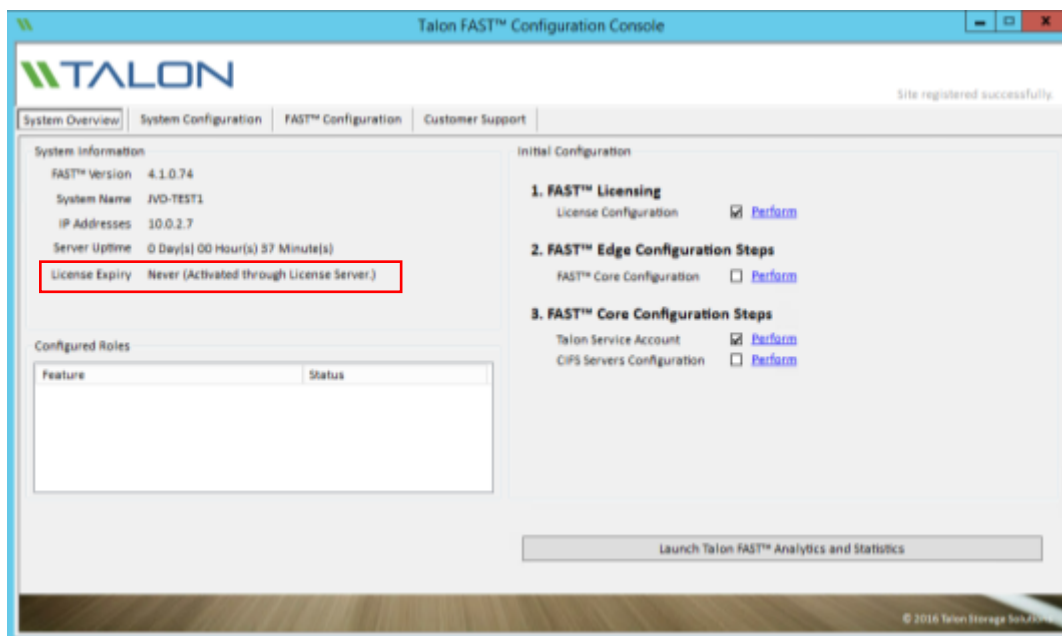 Talon FAST™ Configuration Console
TALON
Site registered successfully.
System Overview
System Configuration
FAST™ Configuration
Customer Support
System Information
FAST™ Version 4.1.0.74
System Name JVO-TEST1
IP Addresses 10.0.2.7
Server Uptime 0 Day(s) 00 Hour(s) 37 Minute(s)
License Expiry Never (Activated through License Server.)
Configured Roles
Feature Status
Initial Configuration
1. FAST™ Licensing
License Configuration Perform
2. FAST™ Edge Configuration Steps
FAST™ Core Configuration Perform
3. FAST™ Core Configuration Steps
Talon Service Account Perform
CIFS Servers Configuration Perform
Launch Talon FAST™ Analytics and Statistics
© 2016 Talon Storage